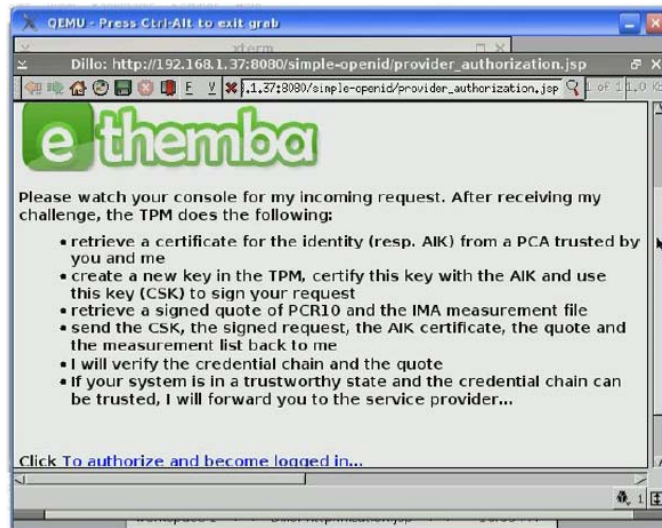 QEMU - Press Ctrl-Alt to exit grab
xterm
Dillo: http://192.168.1.37:8080/simple-openid/provider_authorization.jsp
.1.37:8080/simple-openid/provider_authorization.jsp
1 of 1
1.0
ethemba
Please watch your console for my incoming request. After receiving my
challenge, the TPM does the following:
• retrieve a certificate for the identity (resp. AIK) from a PCA trusted by
you and me
• create a new key in the TPM, certify this key with the AIK and use
this key (CSK) to sign your request
• retrieve a signed quote of PCR10 and the IMA measurement file
• send the CSK, the signed request, the AIK certificate, the quote and
the measurement list back to me
• I will verify the credential chain and the quote
• If your system is in a trustworthy state and the credential chain can
be trusted, I will forward you to the service provider...
Click To authorize and become logged in...
1